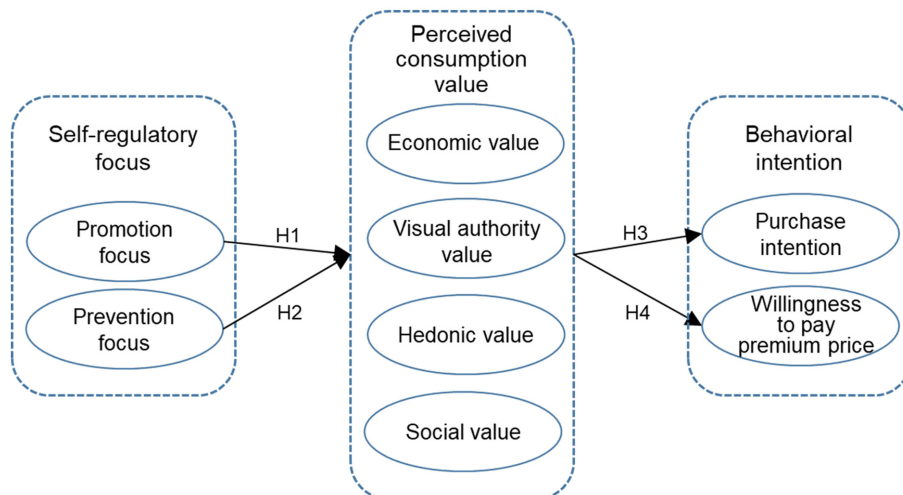 Self-regulatory
focus
Promotion
focus
Prevention
focus
H1
H2
Perceived
consumption
value
Economic value
Visual authority
value
Hedonic value
Social value
H3
H4
Behavioral
intention
Purchase
intention
Willingness
to pay
premium price